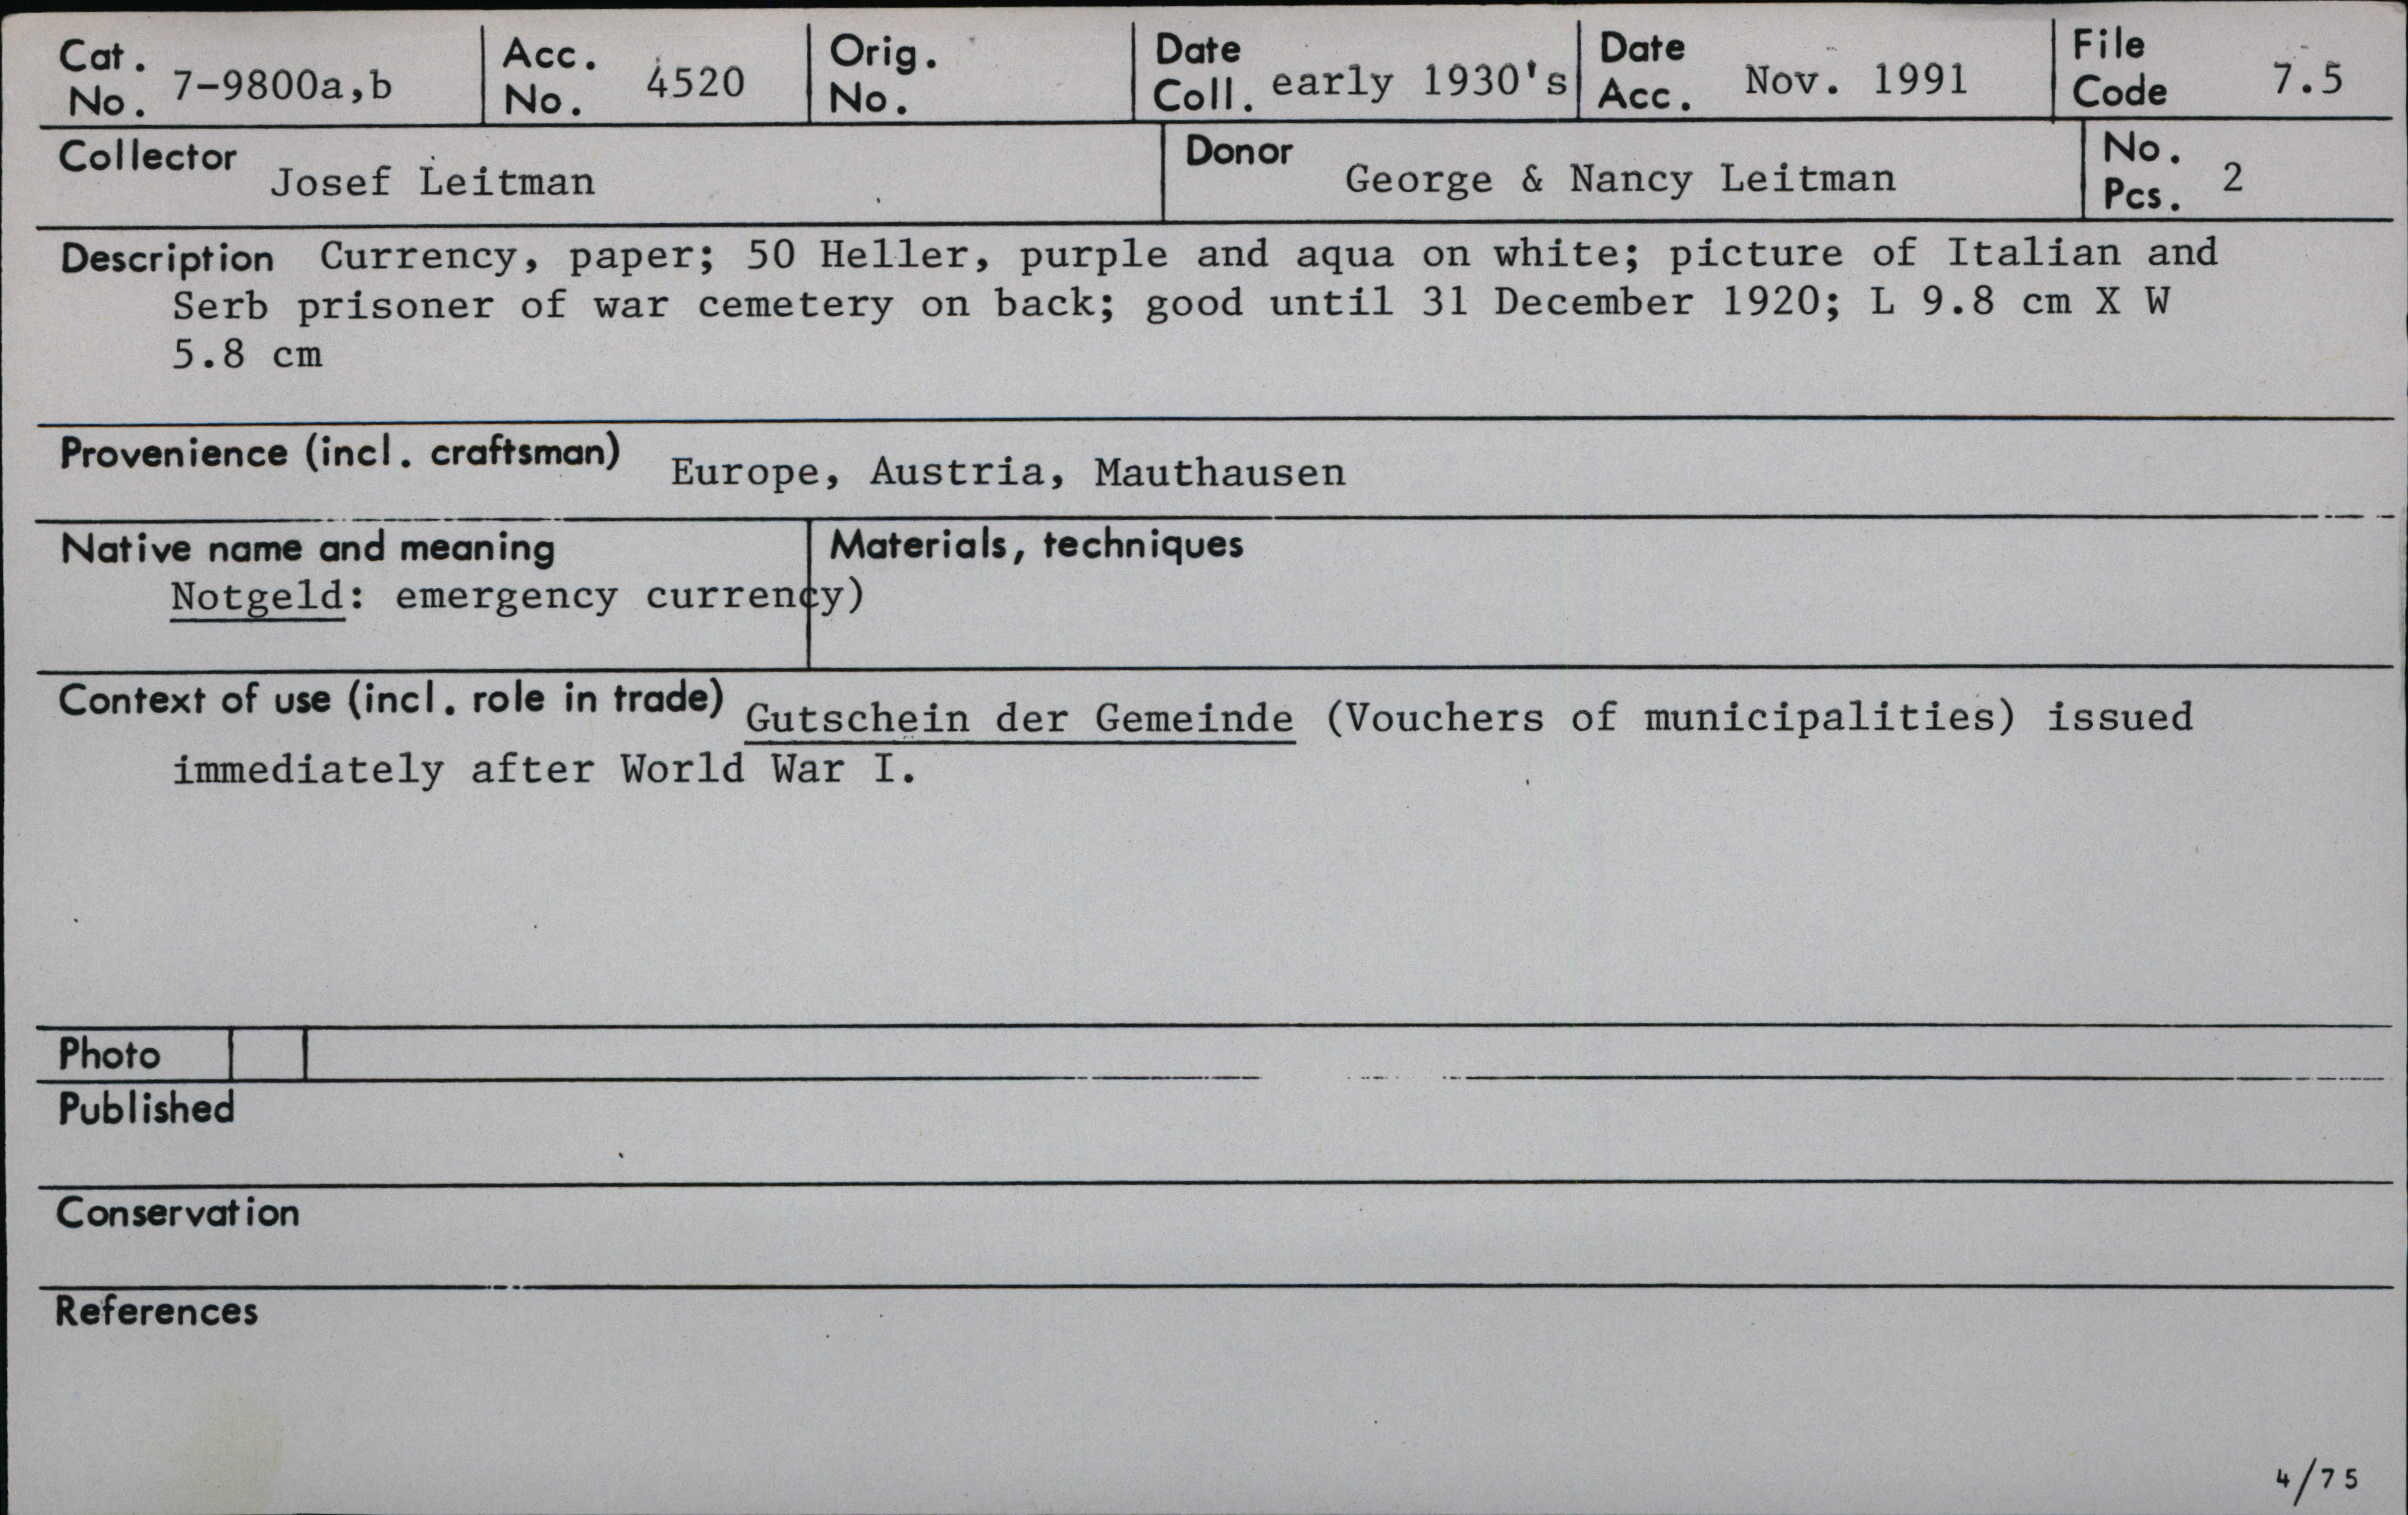 Cat. No. 7-9800a,b Acc. No. 4520 Orig. No. Date Coll. early 1930's Date Acc. Nov. 1991 File Code 7.5
Collector Josef Leitman Donor George & Nancy Leitman No. Pcs. 2
Description Currency, paper; 50 Heller, purple and aqua on white; picture of Italian and
Serb prisoner of war cemetery on back; good until 31 December 1920; L 9.8 cm X W
5.8 cm
Provenience (incl. craftsman) Europe, Austria, Mauthausen
Native name and meaning Materials, techniques
Notgeld: emergency currency)
Context of use (incl. role in trade) Gutschein der Gemeinde (Vouchers of municipalities) issued
immediately after World War I.
Photo
Published
Conservation
References
4/75